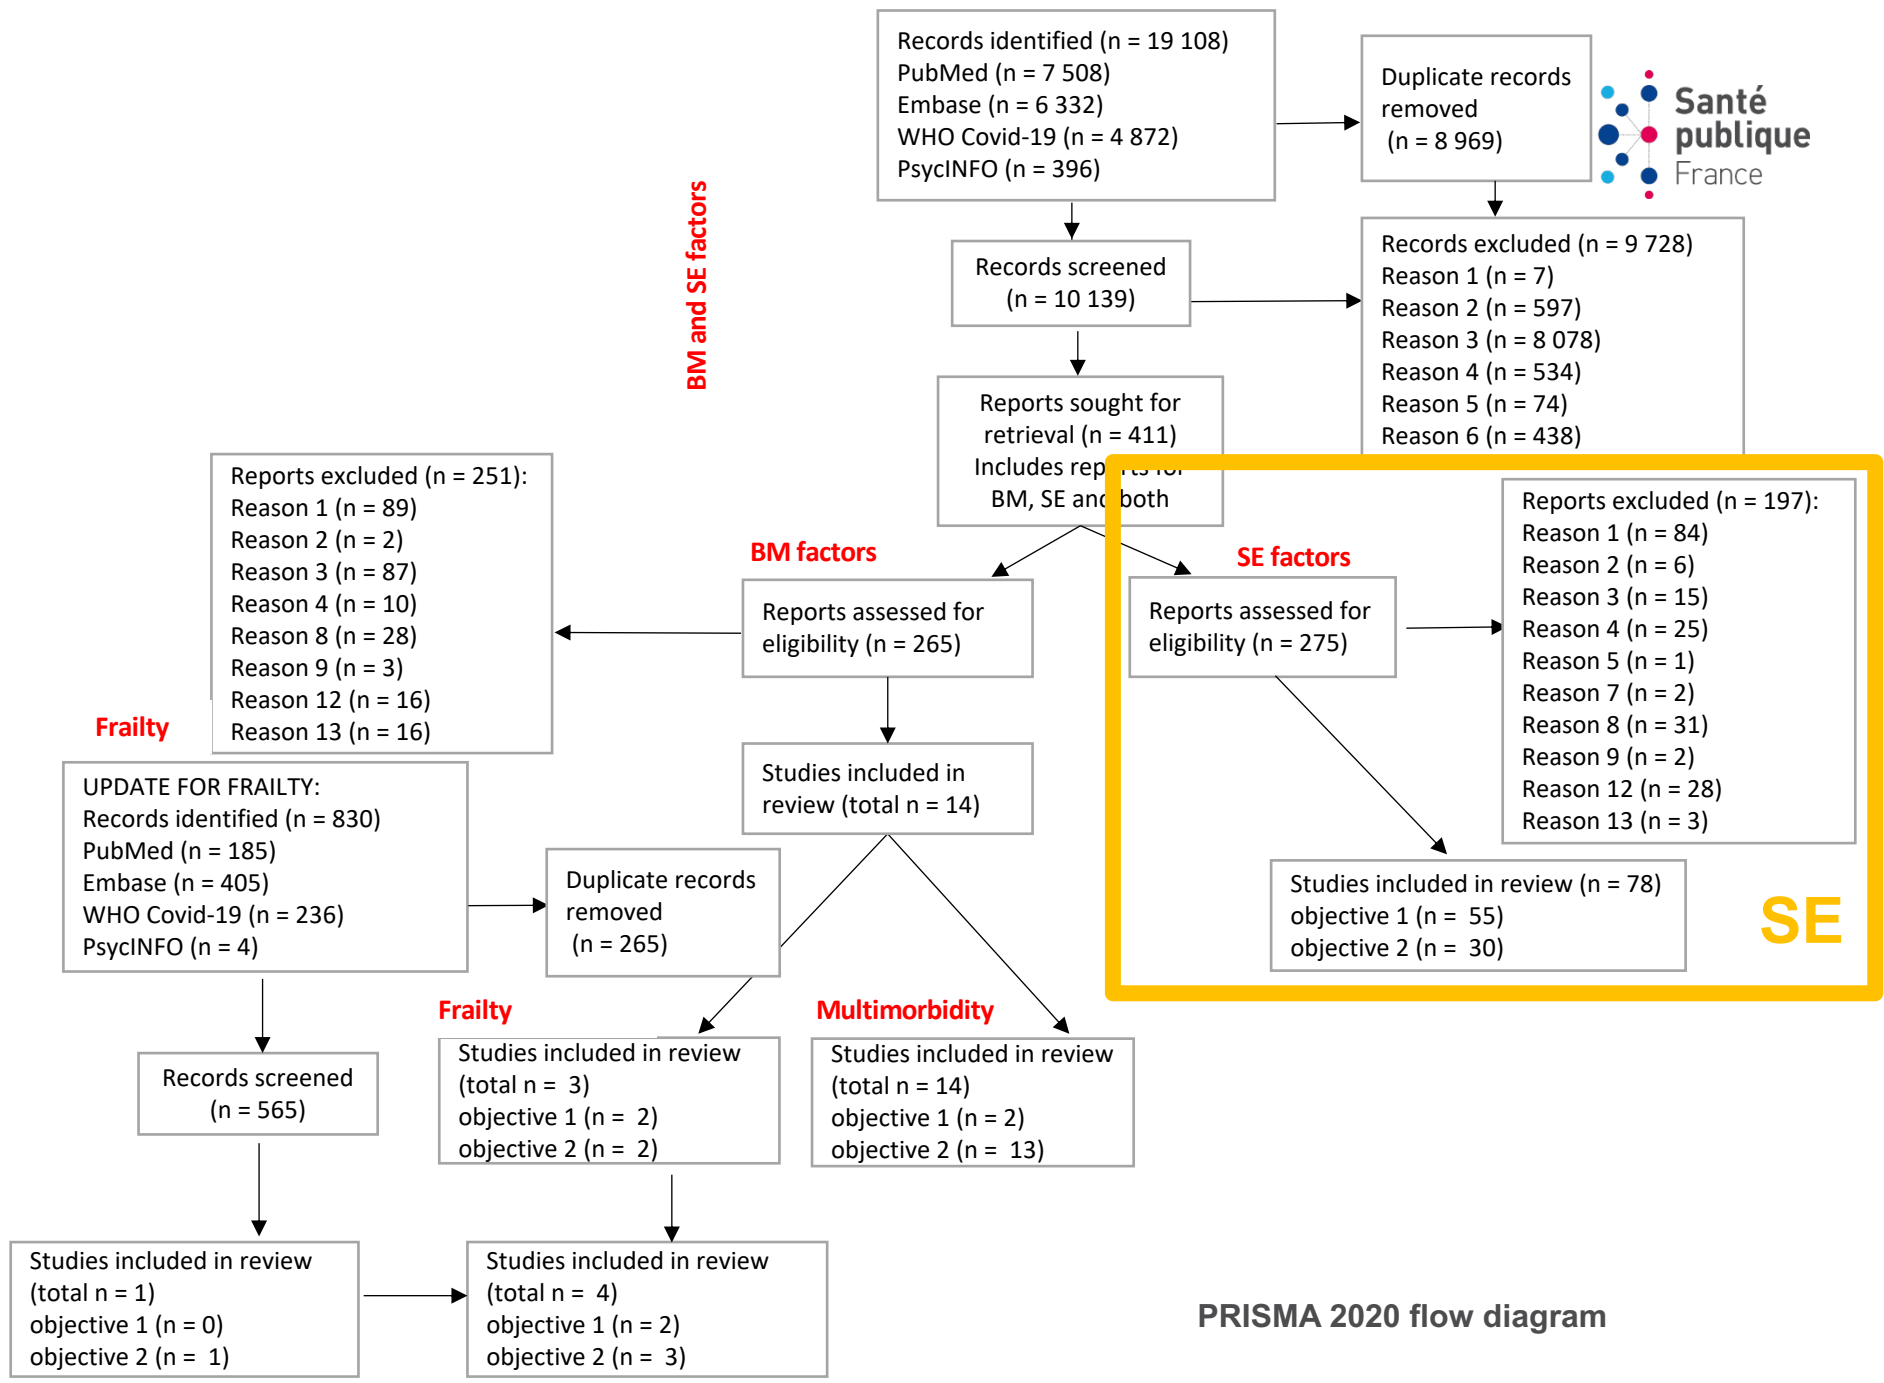 Records identified (n = 19 108)
PubMed (n = 7 508)
Embase (n = 6 332)
WHO Covid-19 (n = 4 872)
PsycINFO (n = 396)
Duplicate records
removed
(n = 8 969)
Santé
publique
France
BM and SE factors
Records screened
(n = 10 139)
Records excluded (n = 9 728)
Reason 1 (n = 7)
Reason 2 (n = 597)
Reason 3 (n = 8 078)
Reason 4 (n = 534)
Reason 5 (n = 74)
Reason 6 (n = 438)
Reports sought for
retrieval (n = 411)
Includes reports for
BM, SE and both
Reports excluded (n = 251):
Reason 1 (n = 89)
Reason 2 (n = 2)
Reason 3 (n = 87)
Reason 4 (n = 10)
Reason 8 (n = 28)
Reason 9 (n = 3)
Reason 12 (n = 16)
Reason 13 (n = 16)
BM factors
Reports assessed for
eligibility (n = 265)
SE factors
Reports assessed for
eligibility (n = 275)
Reports excluded (n = 197):
Reason 1 (n = 84)
Reason 2 (n = 6)
Reason 3 (n = 15)
Reason 4 (n = 25)
Reason 5 (n = 1)
Reason 7 (n = 2)
Reason 8 (n = 31)
Reason 9 (n = 2)
Reason 12 (n = 28)
Reason 13 (n = 3)
Frailty
UPDATE FOR FRAILTY:
Records identified (n = 830)
PubMed (n = 185)
Embase (n = 405)
WHO Covid-19 (n = 236)
PsycINFO (n = 4)
Studies included in
review (total n = 14)
Duplicate records
removed
(n = 265)
Studies included in review (n = 78)
objective 1 (n =  55)
objective 2 (n =  30)
SE
Frailty
Studies included in review
(total n =  3)
objective 1 (n =  2)
objective 2 (n =  2)
Multimorbidity
Studies included in review
(total n = 14)
objective 1 (n = 2)
objective 2 (n =  13)
Records screened
(n = 565)
Studies included in review
(total n = 1)
objective 1 (n = 0)
objective 2 (n =  1)
Studies included in review
(total n =  4)
objective 1 (n = 2)
objective 2 (n =  3)
PRISMA 2020 flow diagram